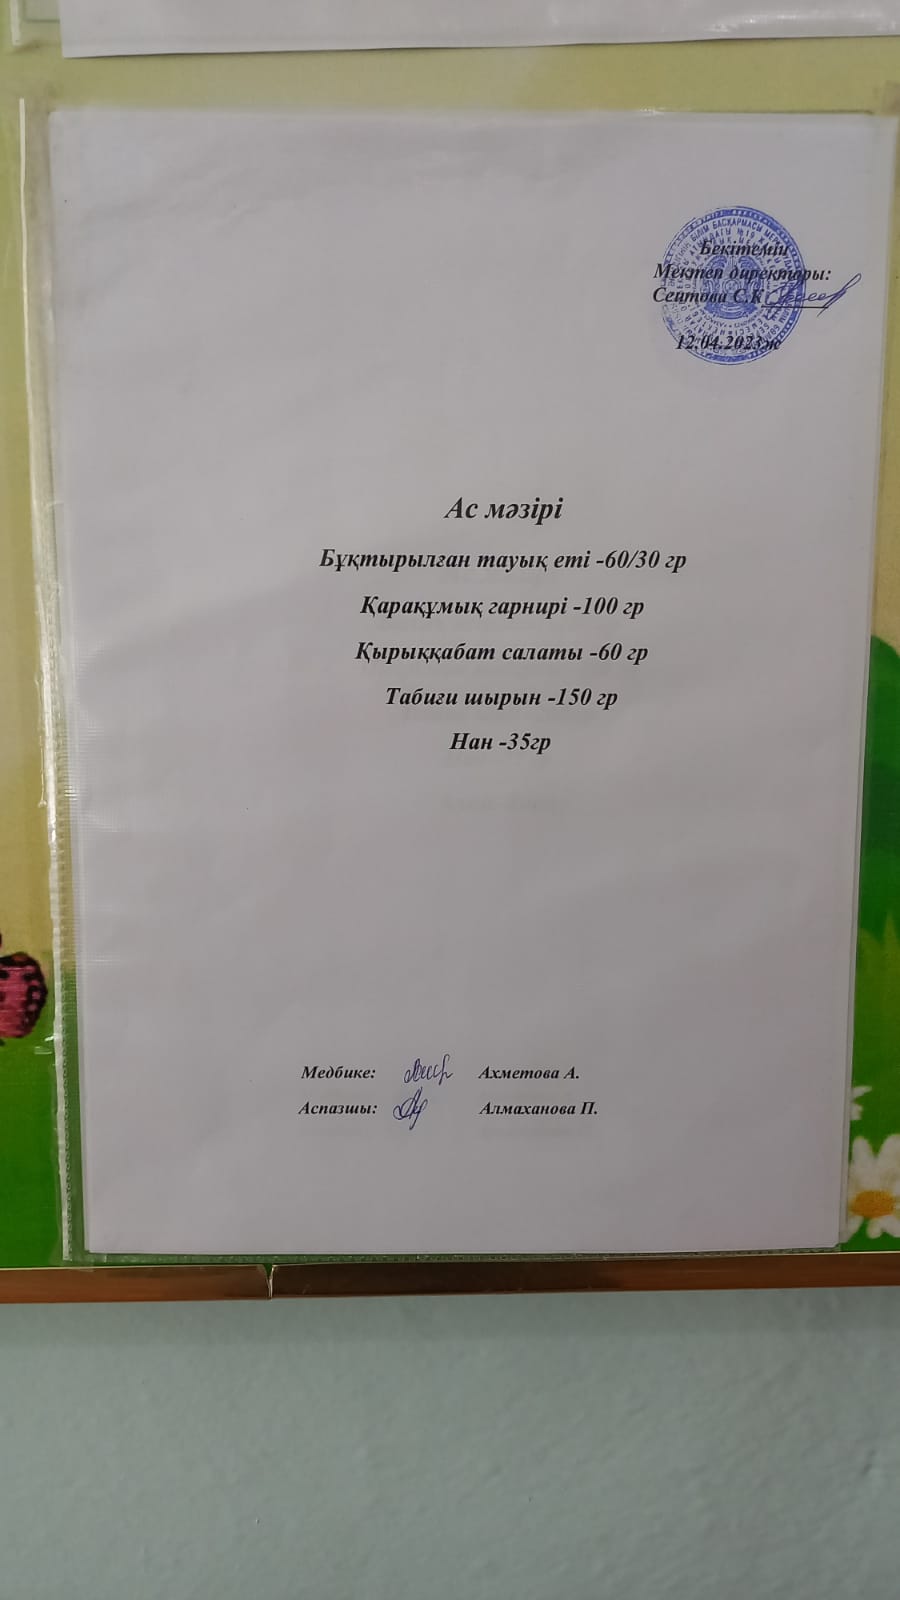 Бекітемін
Мектеп директоры:
Сеитова С.К
12.04.2023ж
Ас мәзірі
Бұқтырылған тауық еті -60/30 гр
Қарақұмық гарнирі -100 гр
Қырыққабат салаты -60 гр
Табиғи шырын -150 гр
Нан -35гр
Медбике: Ахметова А.
Аспазшы: Алмаханова П.